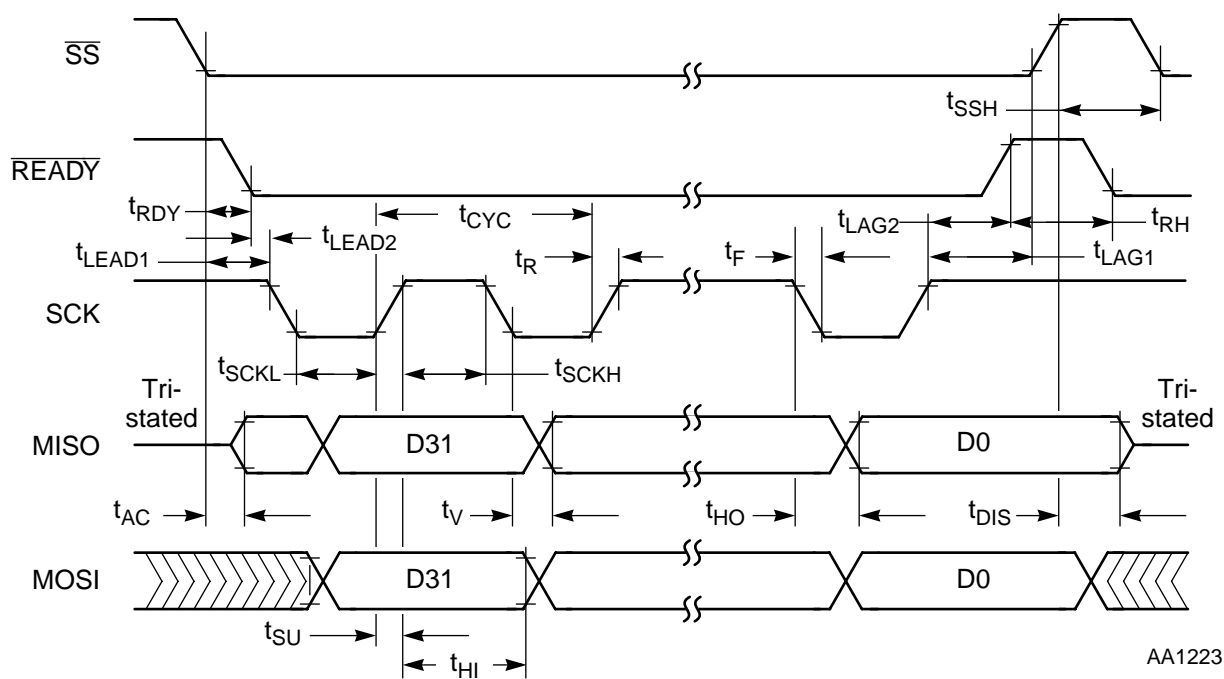 SS
tSSH
READY
tRDY
tCYC
tLAG2
tRH
tLEAD2
tLEAD1
tR
tF
tLAG1
SCK
tSCKL
tSCKH
Tri-
stated
Tri-
stated
MISO
D31
D0
tAC
tV
tHO
tDIS
MOSI
D31
D0
tSU
tHI
AA1223